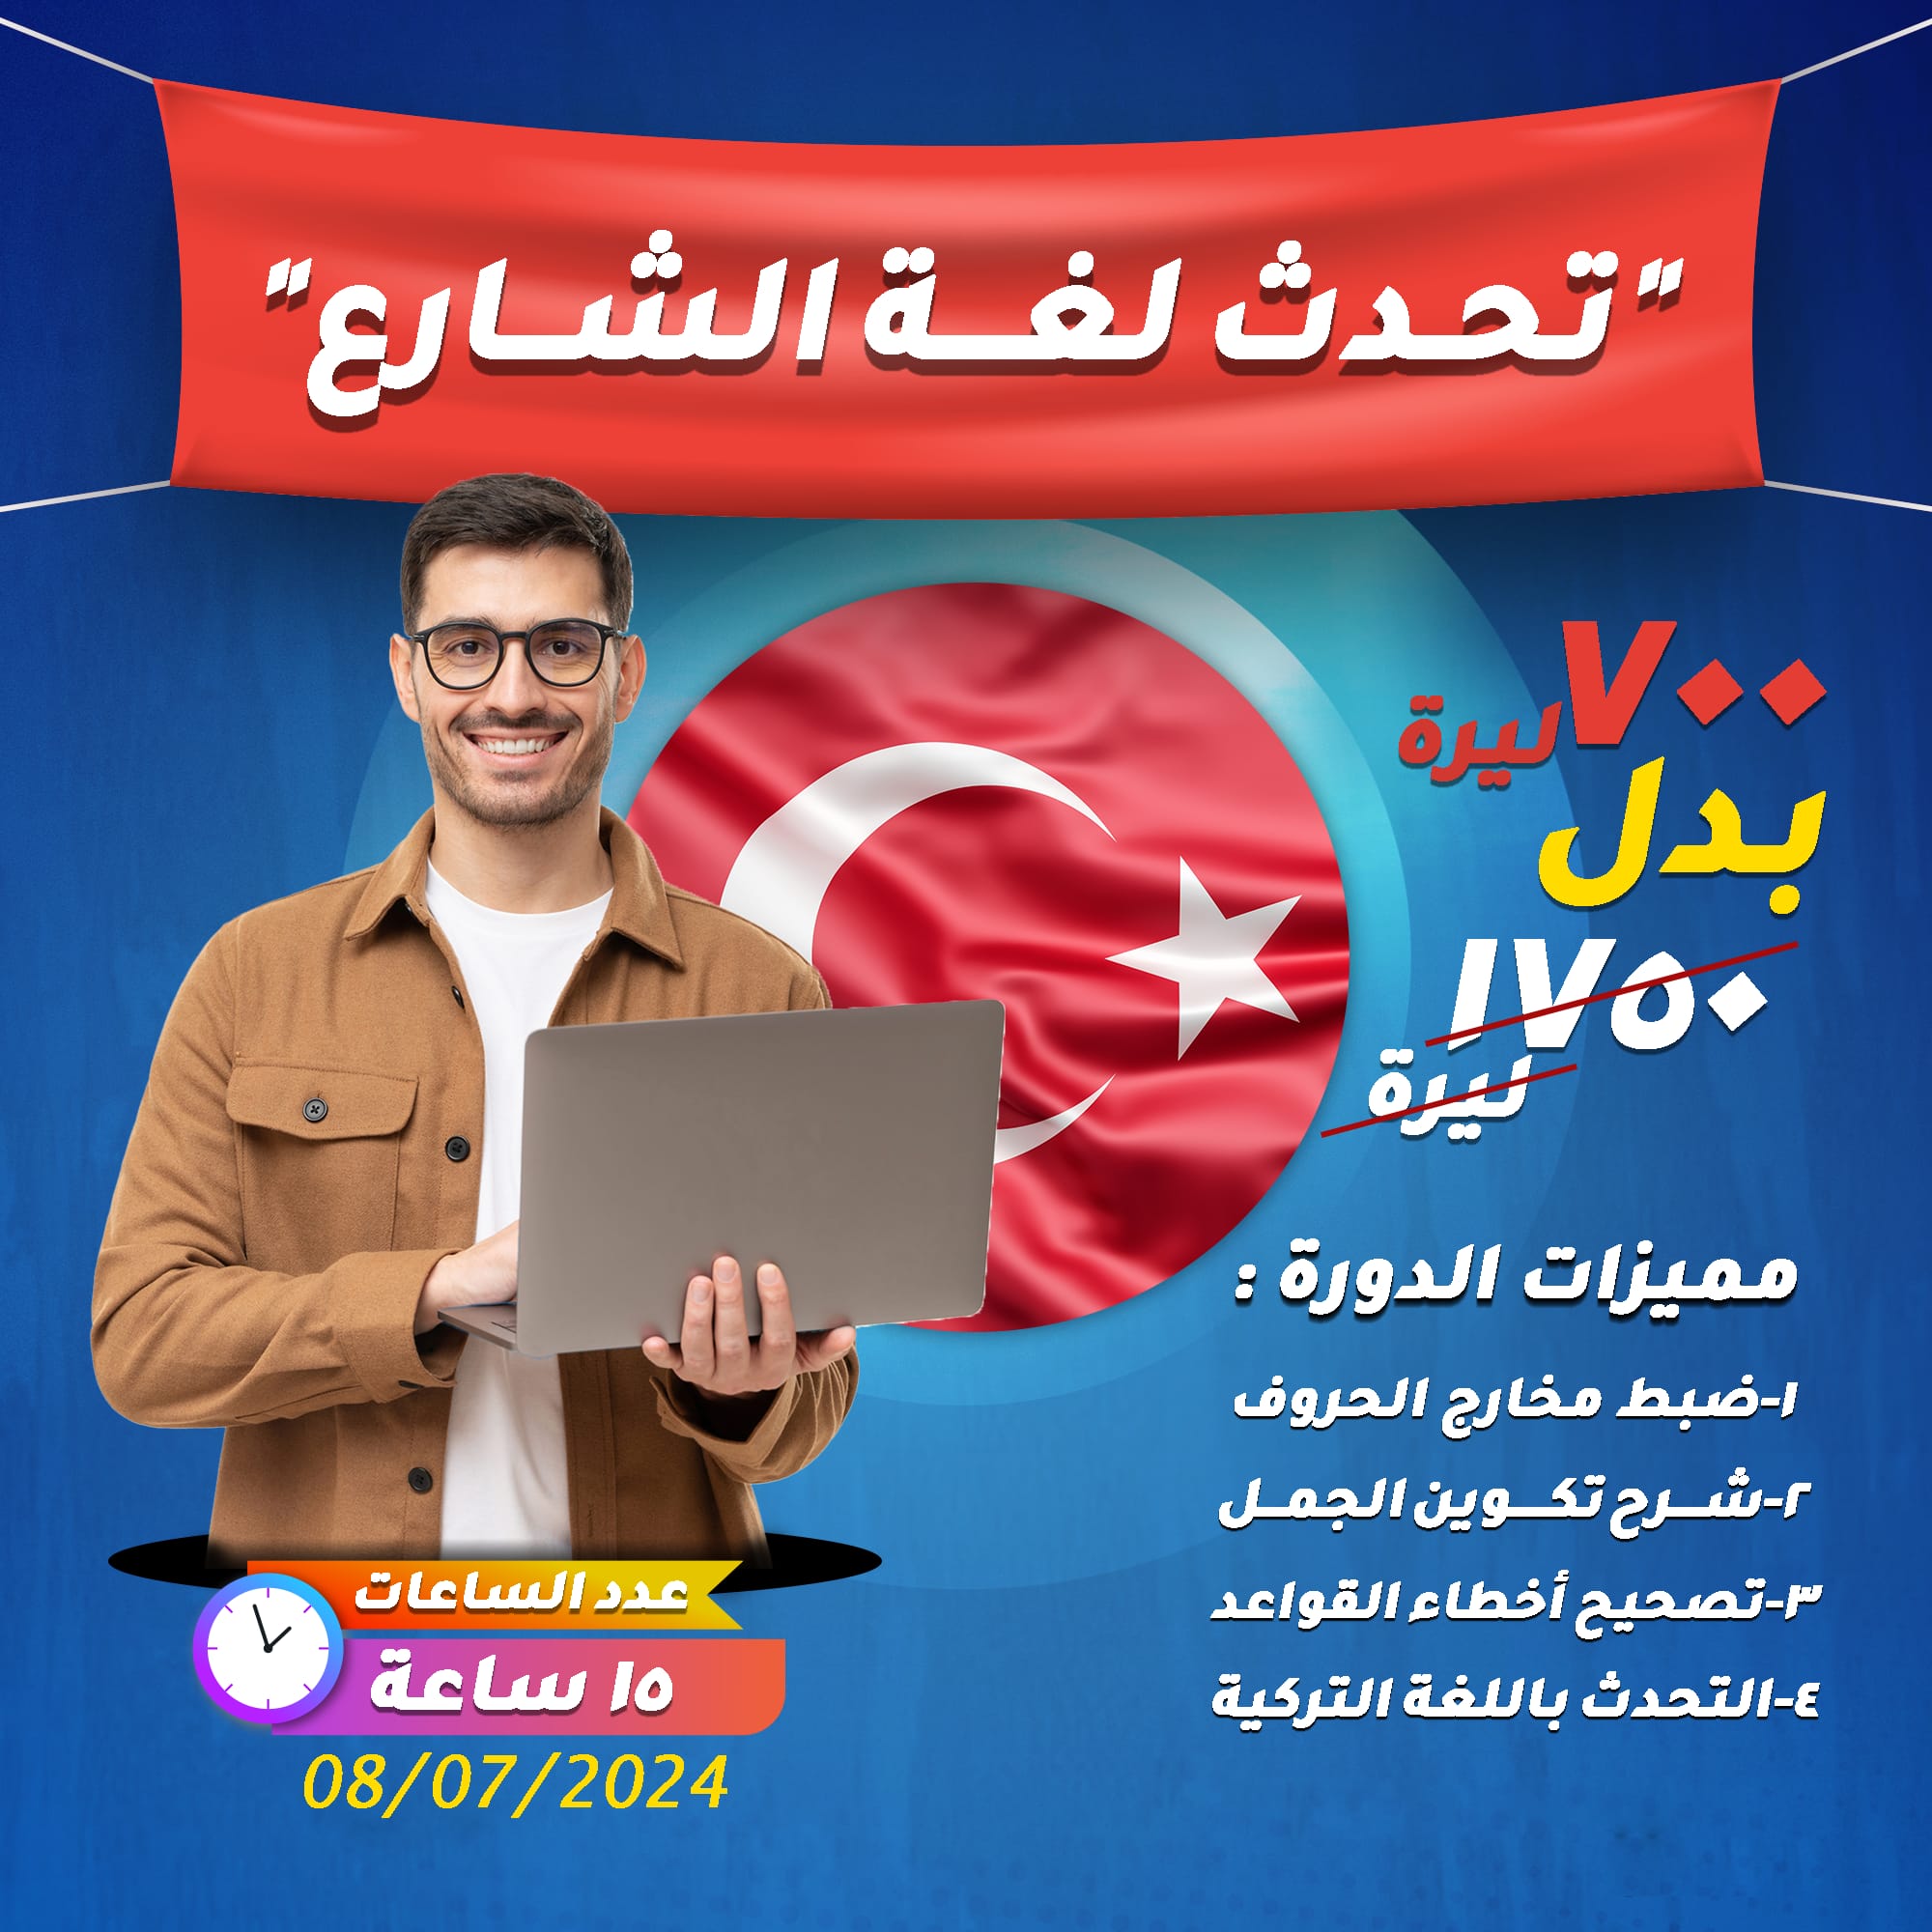 "تحدث لغة الشارع"
٧٠٠ ليرة
بدل
١٧٥٠
ليرة
مميزات الدورة :
١-ضبط مخارج الحروف
٢-شرح تكوين الجمل
٣-تصحيح أخطاء القواعد
٤-التحدث باللغة التركية
عدد الساعات
١٥ ساعة
08/07/2024